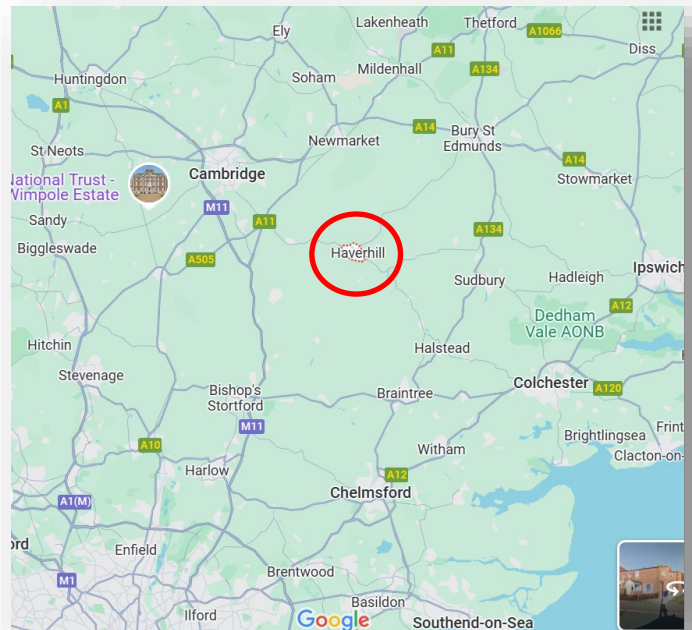 Ely
Lakenheath
Thetford
A1066
Diss
A11
Huntingdon
Soham
Mildenhall
A134
A1
Newmarket
A14
Bury St
Edmunds
St Neots
A14
National Trust -
Wimpole Estate
Cambridge
Stowmarket
Sandy
M11
A11
A134
Biggleswade
A505
Haverhill
Ipswich
Sudbury
Hadleigh
A12
Dedham
Vale AONB
Hitchin
Halstead
Stevenage
Bishop's
Stortford
Braintree
Colchester
A120
M11
Brightlingsea
Frint
A10
Witham
Clacton-on-
Harlow
A12
Chelmsford
A1(M)
ord
Enfield
M1
Brentwood
Basildon
Ilford
Google
Southend-on-Sea